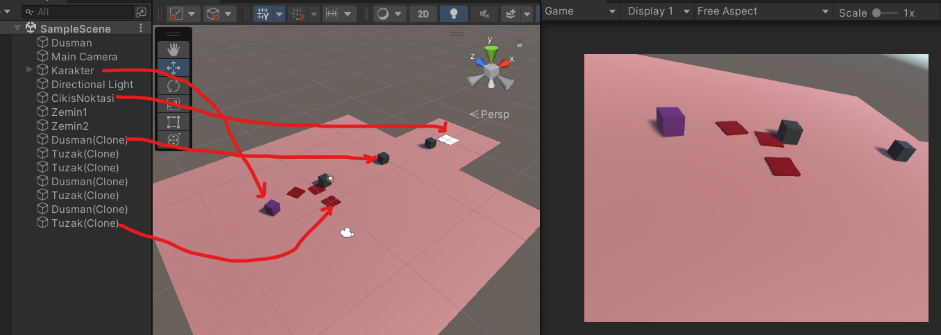 All
SampleScene
Dusman
Main Camera
Karakter
Directional Light
CikisNoktasi
Zemin1
Zemin2
Dusman(Clone)
Tuzak(Clone)
Tuzak(Clone)
Dusman(Clone)
Tuzak(Clone)
Dusman(Clone)
Tuzak(Clone)
2D
y
z
x
Persp
Game Display 1 Free Aspect Scale 1x